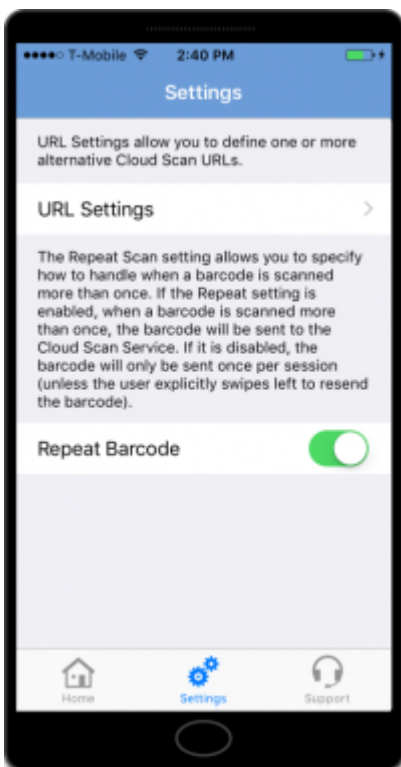 T-Mobile 2:40 PM
Settings
URL Settings allow you to define one or more
alternative Cloud Scan URLs.
URL Settings
The Repeat Scan setting allows you to specify
how to handle when a barcode is scanned
more than once. If the Repeat setting is
enabled, when a barcode is scanned more
than once, the barcode will be sent to the
Cloud Scan Service. If it is disabled, the
barcode will only be sent once per session
(unless the user explicitly swipes left to resend
the barcode).
Repeat Barcode
Home Settings Support